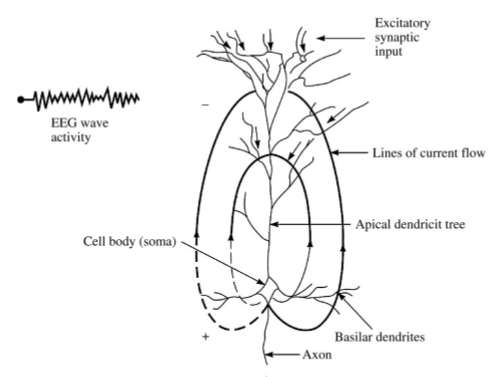 Excitatory
synaptic
input
−
EEG wave
activity
Lines of current flow
Apical dendricit tree
Cell body (soma)
+
Basilar dendrites
Axon